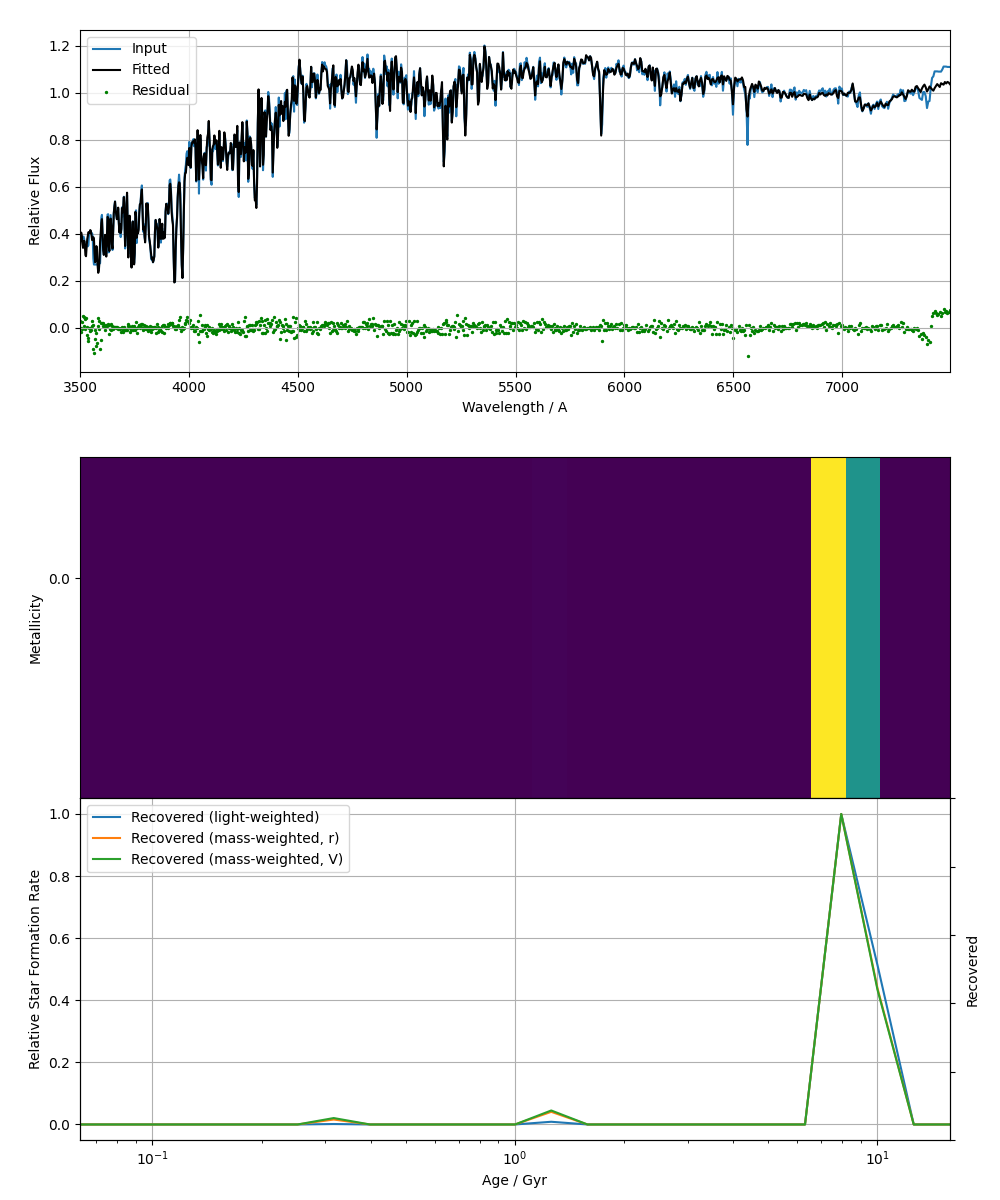 1.2
1.0
0.8
0.6
0.4
0.2
0.0
Relative Flux
Input
Fitted
Residual
3500 4000 4500 5000 5500 6000 6500 7000
Wavelength / A
0.0
Metallicity
1.0
0.8
0.6
0.4
0.2
0.0
Relative Star Formation Rate
Recovered (light-weighted)
Recovered (mass-weighted, r)
Recovered (mass-weighted, V)
Recovered
10⁻¹ 10⁰ 10¹
Age / Gyr